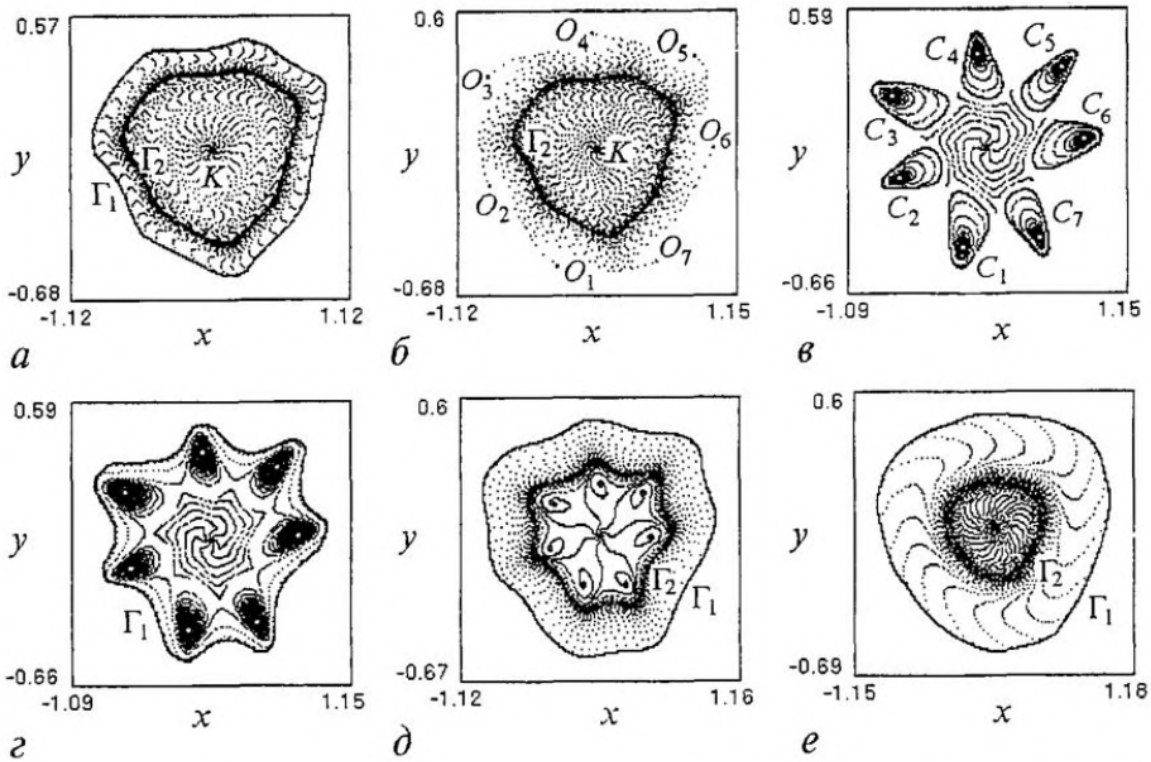 0.57
y
Γ₁
Γ₂
K
-0.68
-1.12
1.12
x
а
0.6
O₄
O₅
O₃
O₆
Γ₂
K
O₂
O₇
O₁
-0.68
-1.12
1.15
x
б
0.59
C₄
C₅
C₆
y
C₃
C₂
C₇
C₁
-0.66
-1.09
1.15
x
в
0.59
y
Γ₁
-0.66
-1.09
1.15
x
г
0.6
y
Γ₂
Γ₁
-0.67
-1.12
1.16
x
д
0.6
y
Γ₂
Γ₁
-0.69
-1.15
1.18
x
е